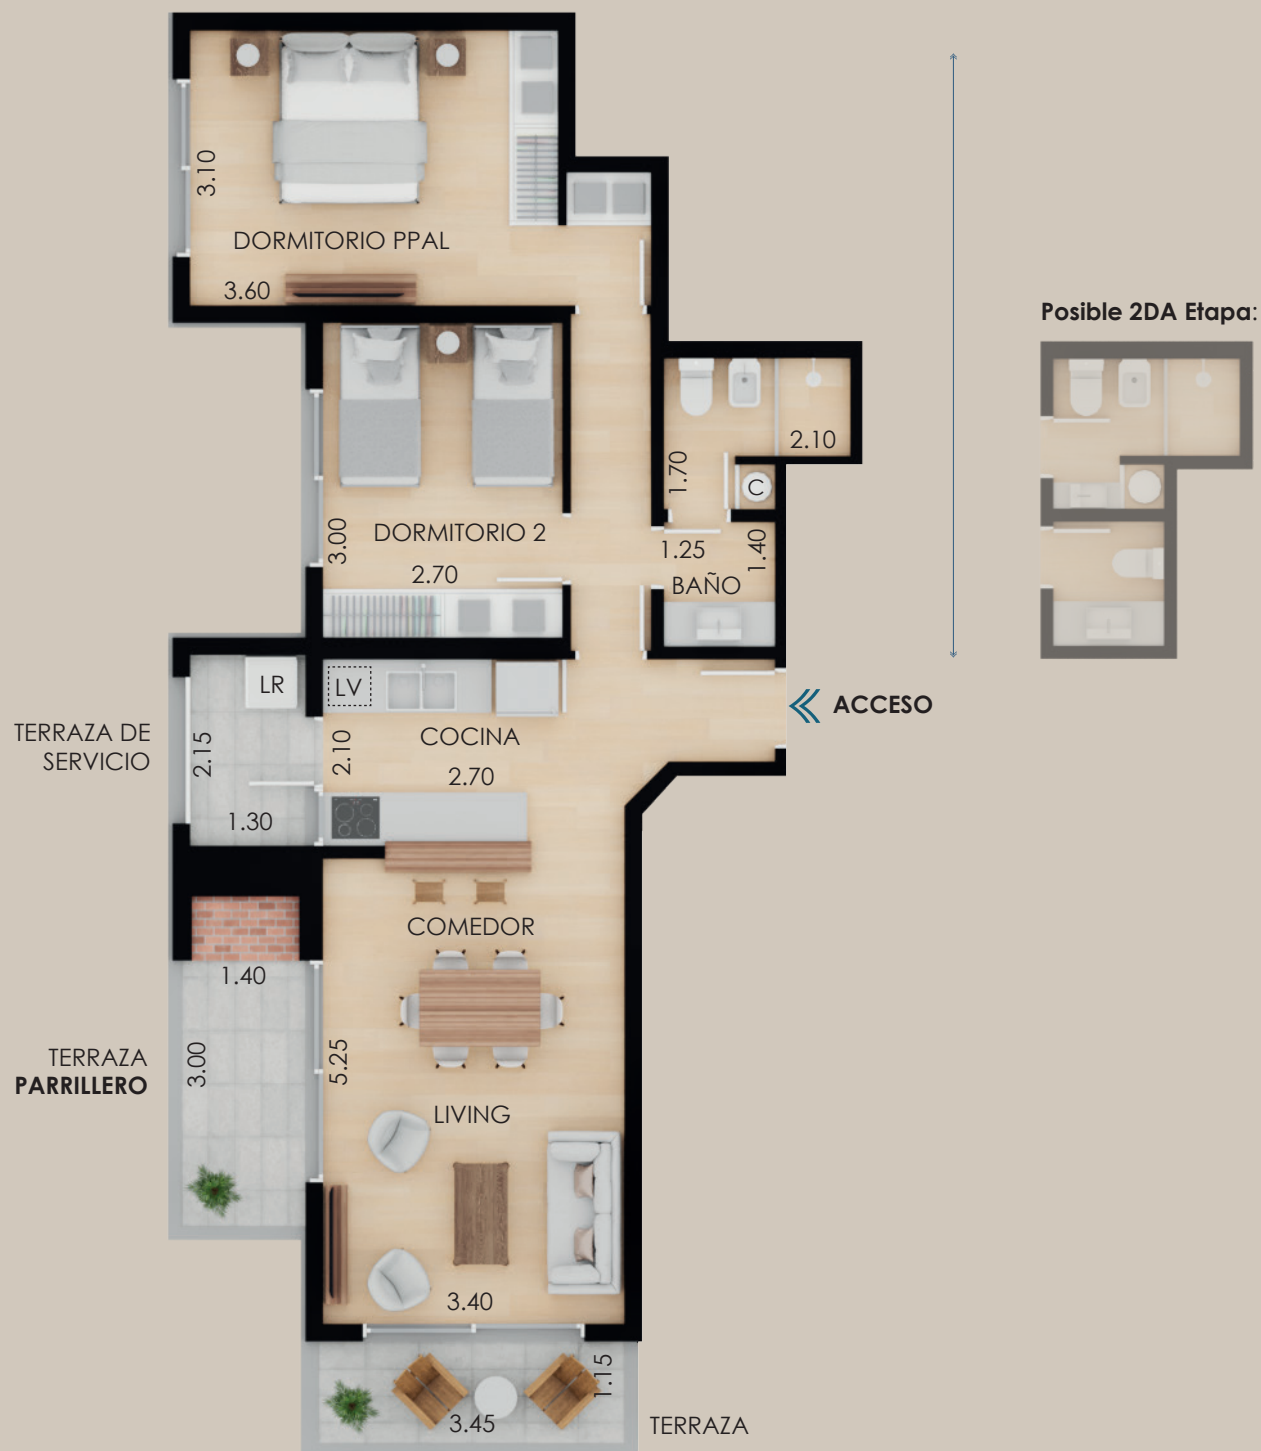 3.10
DORMITORIO PPAL
3.60
Posible 2DA Etapa:
2.10
1.70
C
3.00
DORMITORIO 2
2.70
1.25
1.40
BAÑO
LR
LV
ACCESO
TERRAZA DE
SERVICIO
2.15
2.10
COCINA
2.70
1.30
COMEDOR
1.40
TERRAZA
PARRILLERO
3.00
5.25
LIVING
3.40
1.15
3.45
TERRAZA